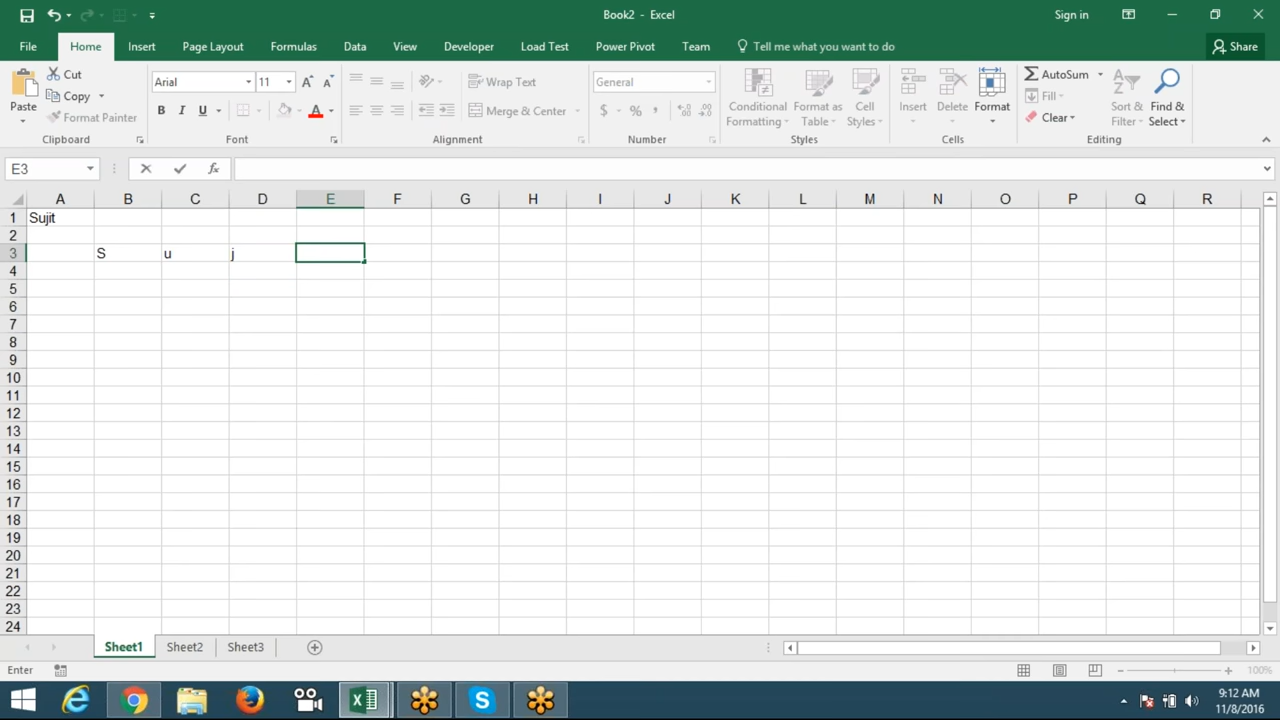 Book2 - Excel
Sign in
File Home Insert Page Layout Formulas Data View Developer Load Test Power Pivot Team Tell me what you want to do Share
Cut
Copy
Format Painter
Paste
Clipboard
Arial 11
B I U
Font
Wrap Text
Merge & Center
Alignment
General
$ % ,
Number
Conditional Formatting
Format as Table
Cell Styles
Styles
Insert Delete Format
Cells
AutoSum
Fill
Clear
Sort & Filter
Find & Select
Editing
E3 fx
A B C D E F G H I J K L M N O P Q R
1 Sujit
2
3 S u j
4
5
6
7
8
9
10
11
12
13
14
15
16
17
18
19
20
21
22
23
24
Sheet1 Sheet2 Sheet3
Enter 100%
9:12 AM
11/8/2016